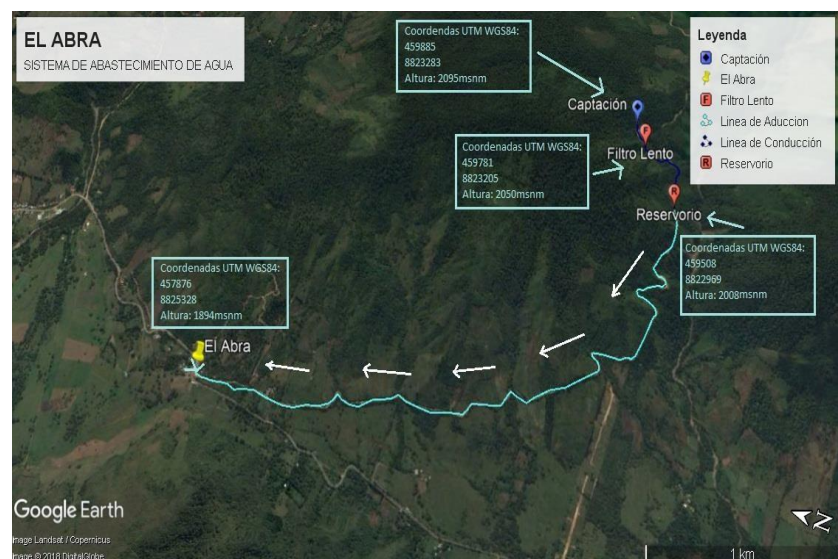 EL ABRA
SISTEMA DE ABASTECIMIENTO DE AGUA
Coordendas UTM WGS84:
459885
8823283
Altura: 2095msnm
Leyenda
Captación
El Abra
F Filtro Lento
Linea de Aduccion
Linea de Conducción
R Reservorio
Captación
F
Filtro Lento
Coordenadas UTM WGS84:
459781
8823205
Altura: 2050msnm
R
Reservorio
Coordenadas UTM WGS84:
459508
8822969
Altura: 2008msnm
Coordenadas UTM WGS84:
457876
8825328
Altura: 1894msnm
El Abra
Google Earth
Image Landsat / Copernicus
Image © 2018 DigitalGlobe
1 km
N